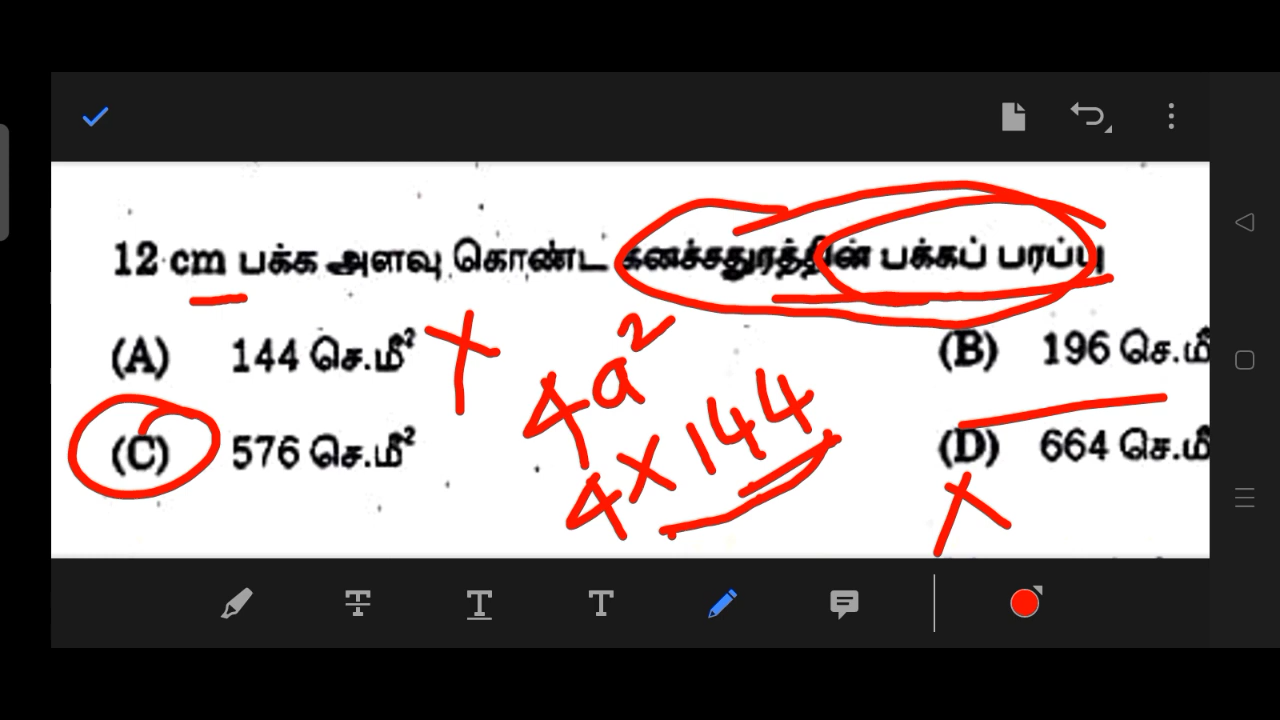 12 cm பக்க அளவு கொண்ட கனச்சதுரத்தின் பக்கப் பரப்பு
(A) 144 செ.மீ² (B) 196 செ.மீ
(C) 576 செ.மீ² (D) 664 செ.மீ
4a²
4×144